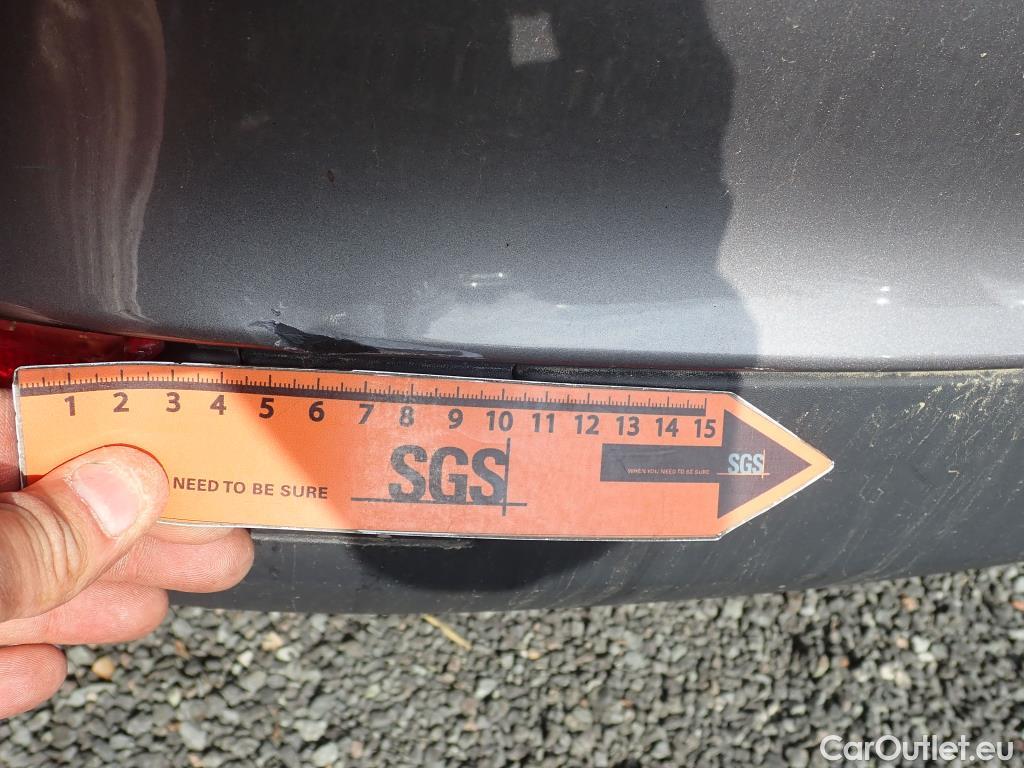 1 2 3 4 5 6 7 8 9 10 11 12 13 14 15
NEED TO BE SURE
SGS
WHEN YOU NEED TO BE SURE
SGS
CarOutlet.eu